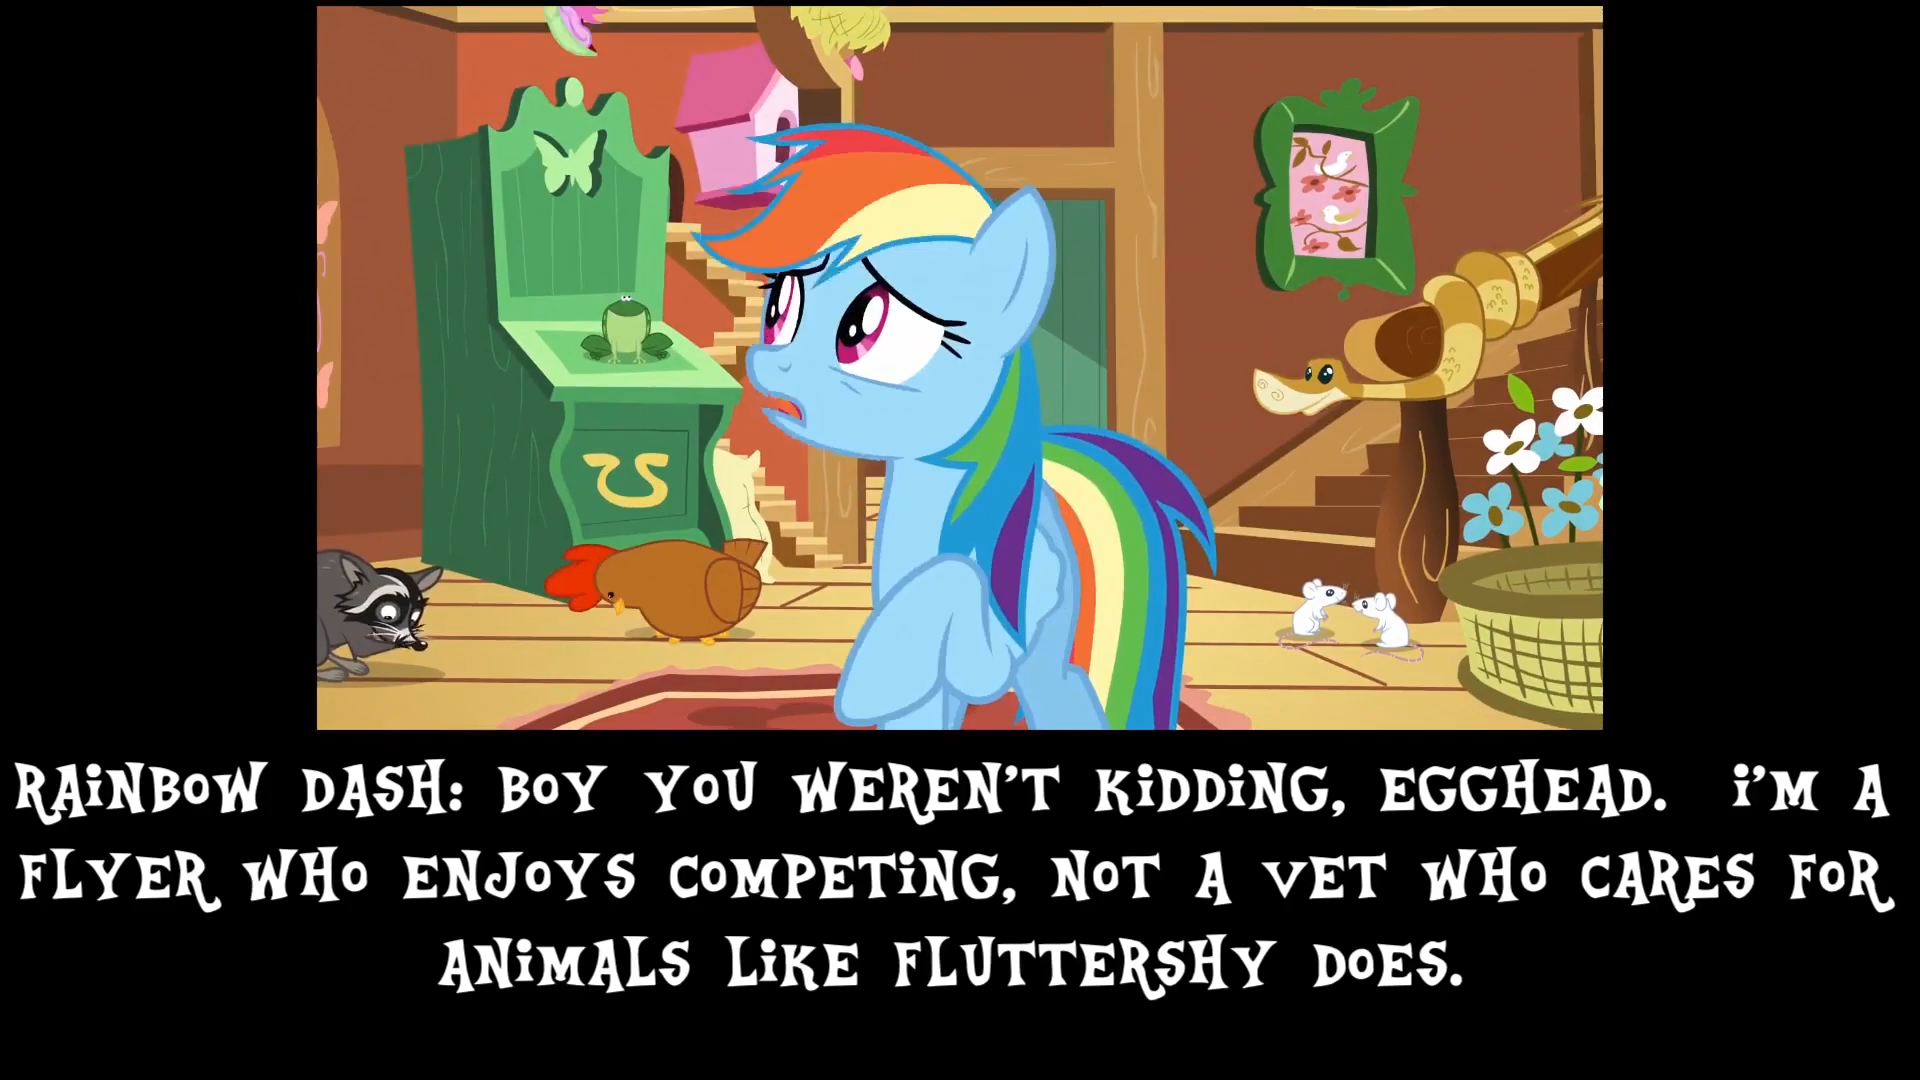 RAINBOW DASH: BOY YOU WEREN'T KIDDING, EGGHEAD.  I'M A
FLYER WHO ENJOYS COMPETING, NOT A VET WHO CARES FOR
ANIMALS LIKE FLUTTERSHY DOES.